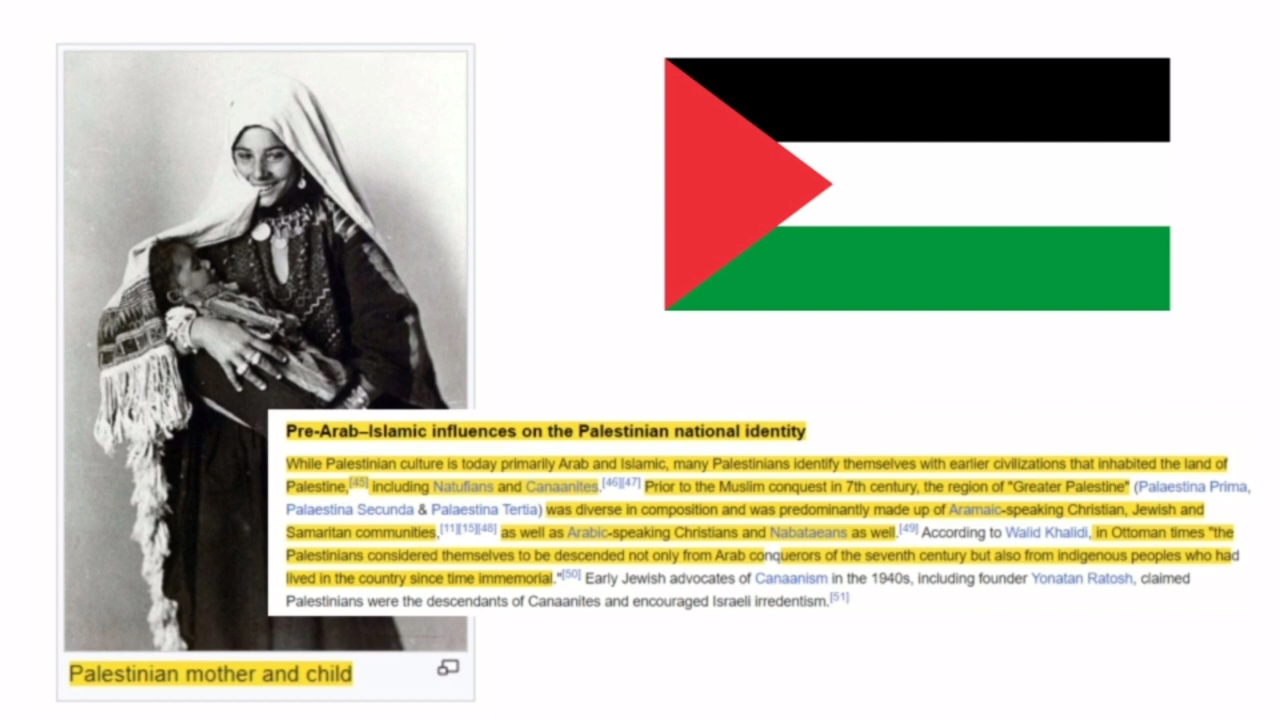 Pre-Arab–Islamic influences on the Palestinian national identity
While Palestinian culture is today primarily Arab and Islamic, many Palestinians identify themselves with earlier civilizations that inhabited the land of
Palestine,[45] including Natufians and Canaanites.[46][47] Prior to the Muslim conquest in 7th century, the region of "Greater Palestine" (Palaestina Prima,
Palaestina Secunda & Palaestina Tertia) was diverse in composition and was predominantly made up of Aramaic-speaking Christian, Jewish and
Samaritan communities,[11][15][48] as well as Arabic-speaking Christians and Nabataeans as well.[49] According to Walid Khalidi, in Ottoman times "the
Palestinians considered themselves to be descended not only from Arab conquerors of the seventh century but also from indigenous peoples who had
lived in the country since time immemorial."[50] Early Jewish advocates of Canaanism in the 1940s, including founder Yonatan Ratosh, claimed
Palestinians were the descendants of Canaanites and encouraged Israeli irredentism.[51]
Palestinian mother and child